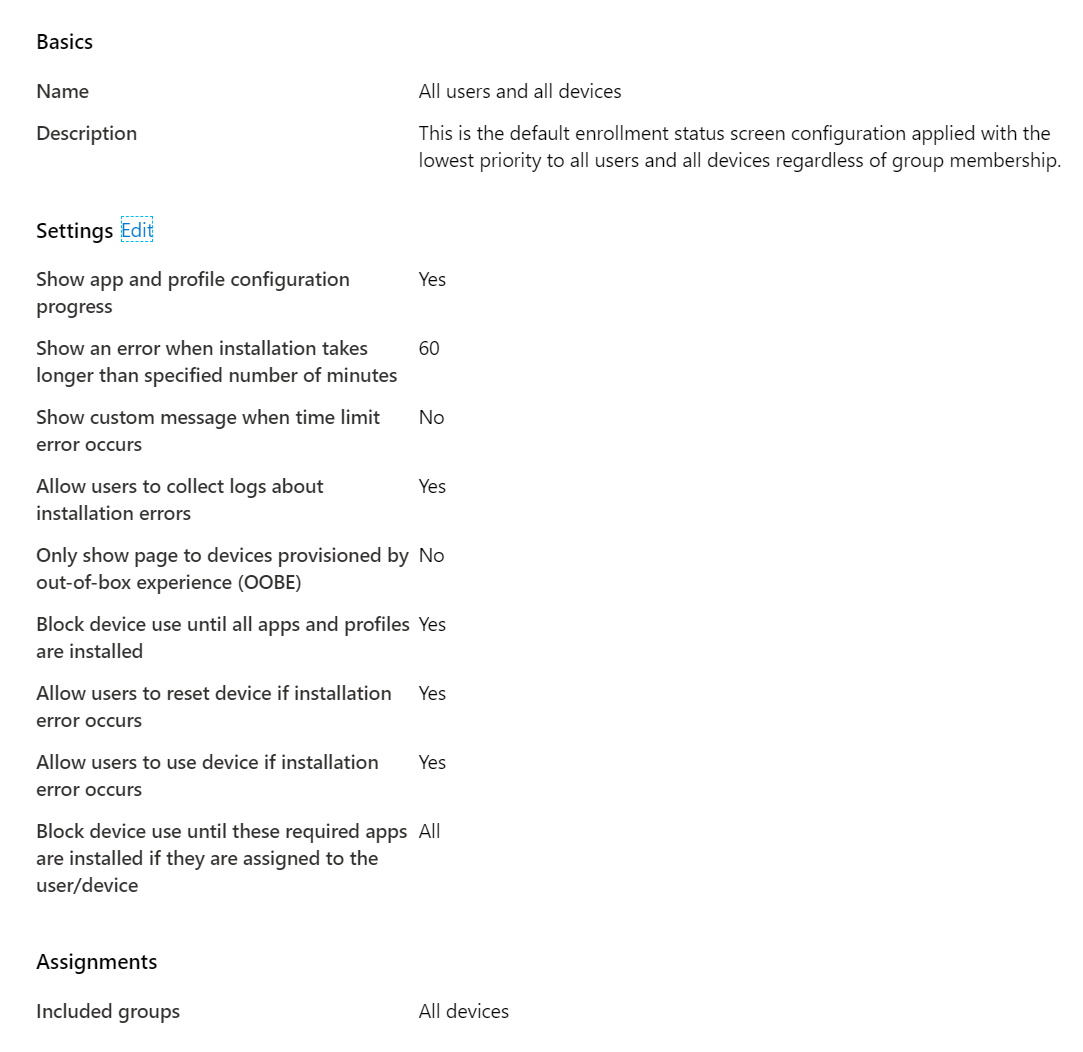 Basics
Name All users and all devices
Description This is the default enrollment status screen configuration applied with the
lowest priority to all users and all devices regardless of group membership.
Settings Edit
Show app and profile configuration Yes
progress
Show an error when installation takes 60
longer than specified number of minutes
Show custom message when time limit No
error occurs
Allow users to collect logs about Yes
installation errors
Only show page to devices provisioned by No
out-of-box experience (OOBE)
Block device use until all apps and profiles Yes
are installed
Allow users to reset device if installation Yes
error occurs
Allow users to use device if installation Yes
error occurs
Block device use until these required apps All
are installed if they are assigned to the
user/device
Assignments
Included groups All devices